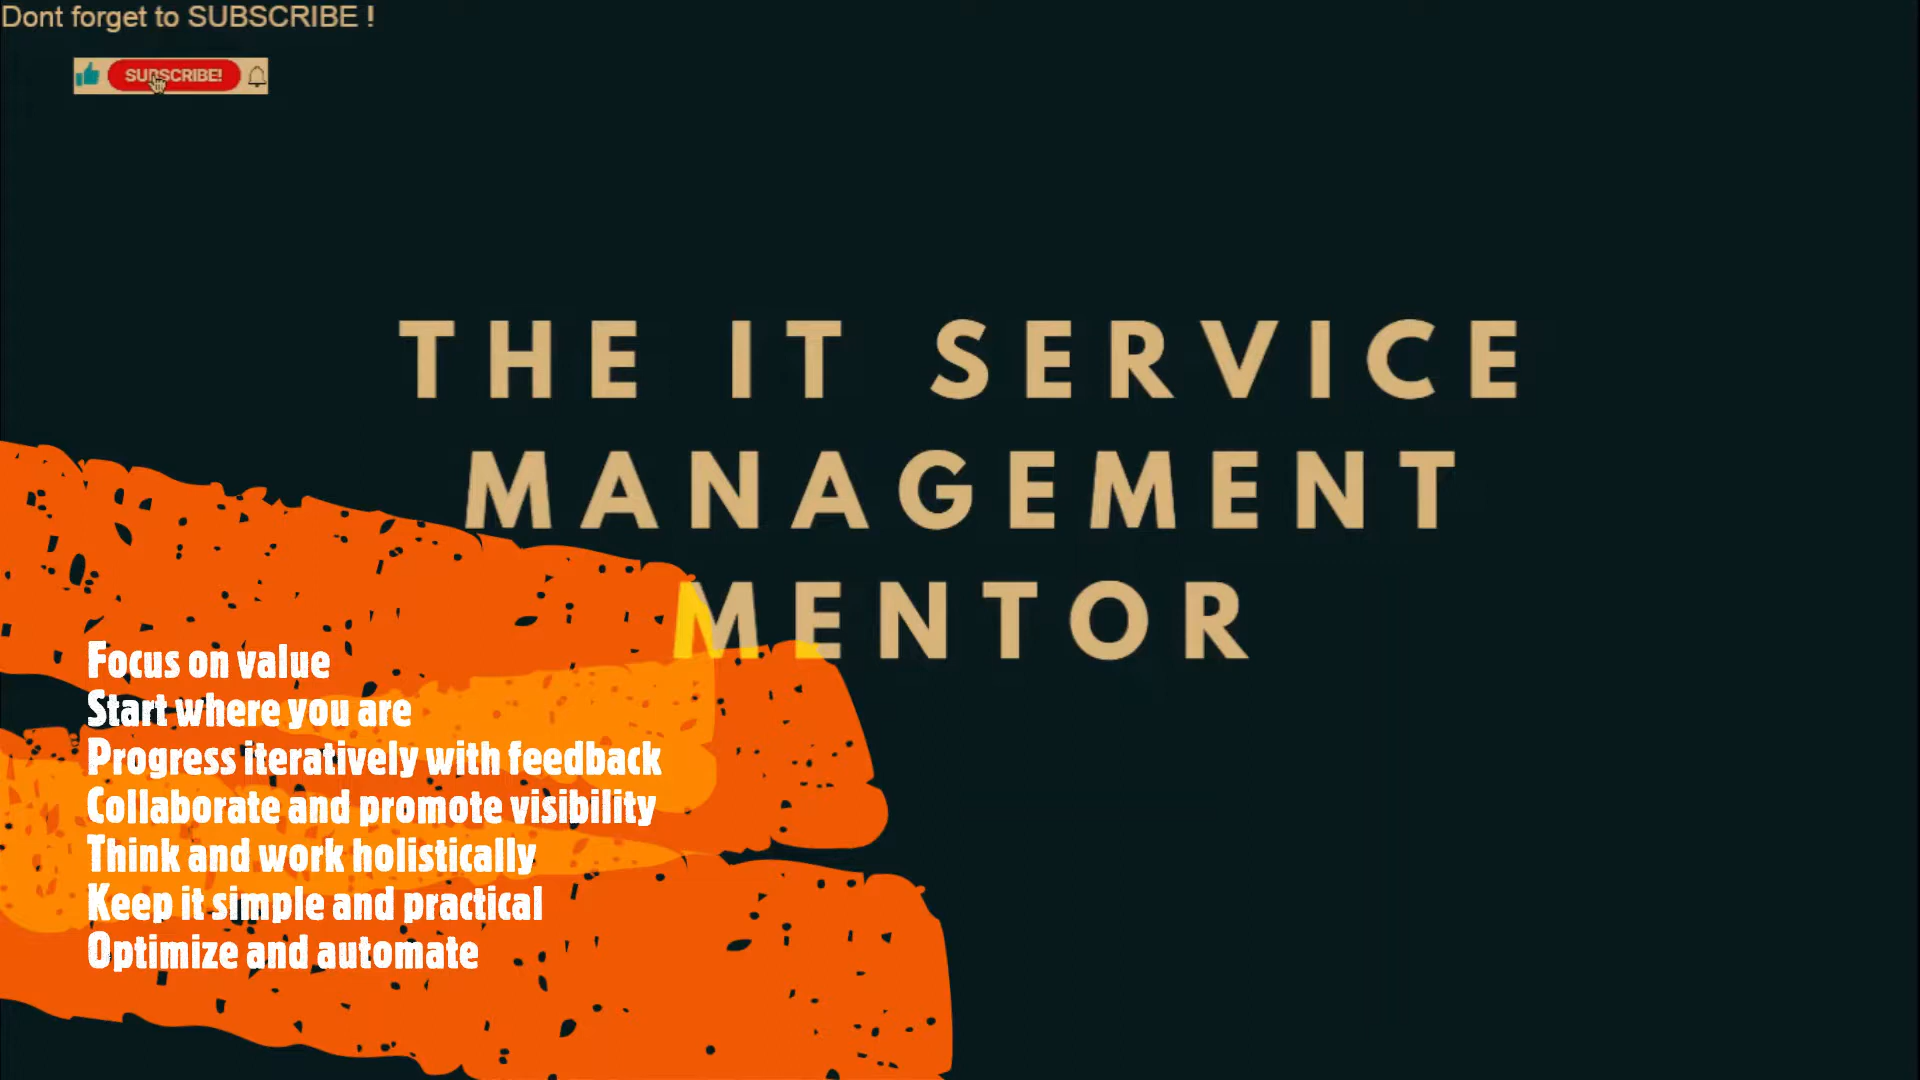 Dont forget to SUBSCRIBE !
SUBSCRIBE!
THE IT SERVICE
MANAGEMENT
MENTOR
Focus on value
Start where you are
Progress iteratively with feedback
Collaborate and promote visibility
Think and work holistically
Keep it simple and practical
Optimize and automate